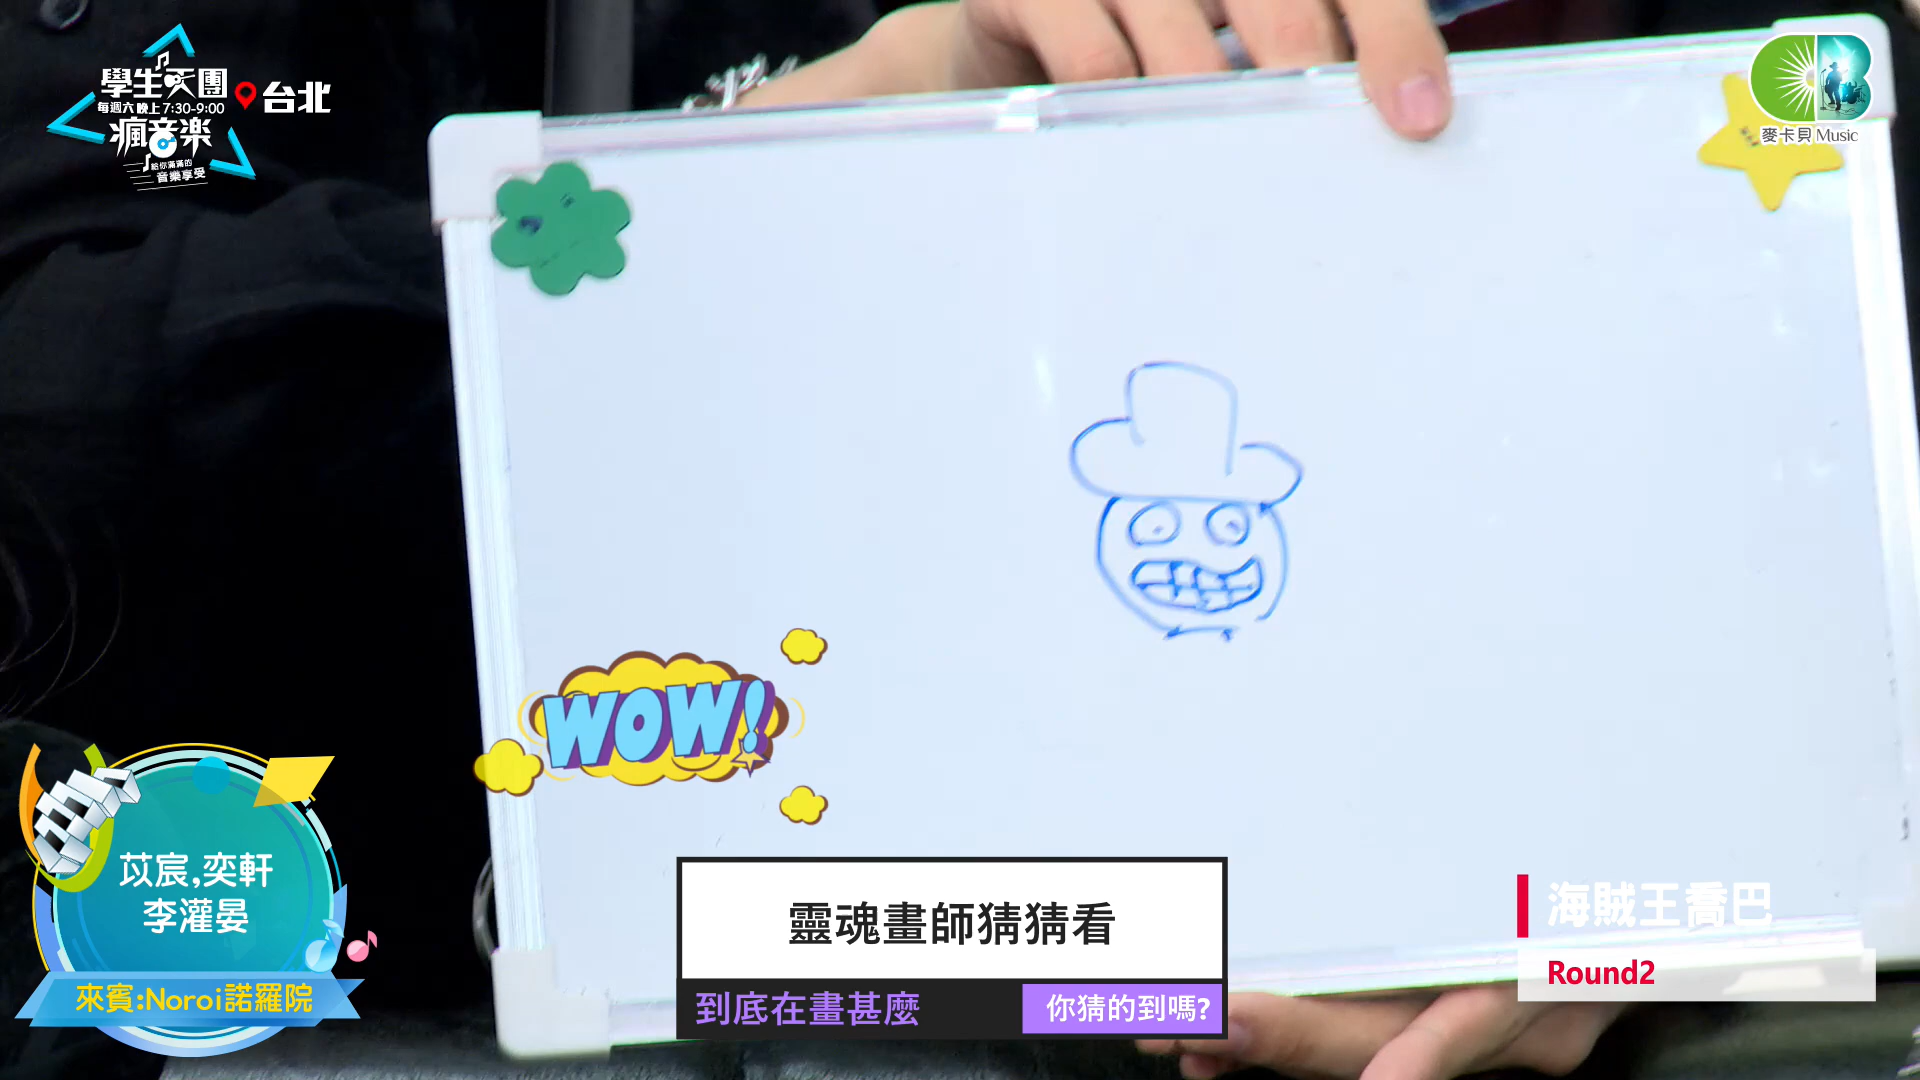 學生天團
每週六 晚上7:30-9:00
瘋音樂
給你滿滿的
音樂享受
台北
麥卡貝 Music
WOW!
苡宸,奕軒
李灌晏
來賓:Noroi諾羅院
靈魂畫師猜猜看
到底在畫甚麼
你猜的到嗎?
海賊王喬巴
Round2